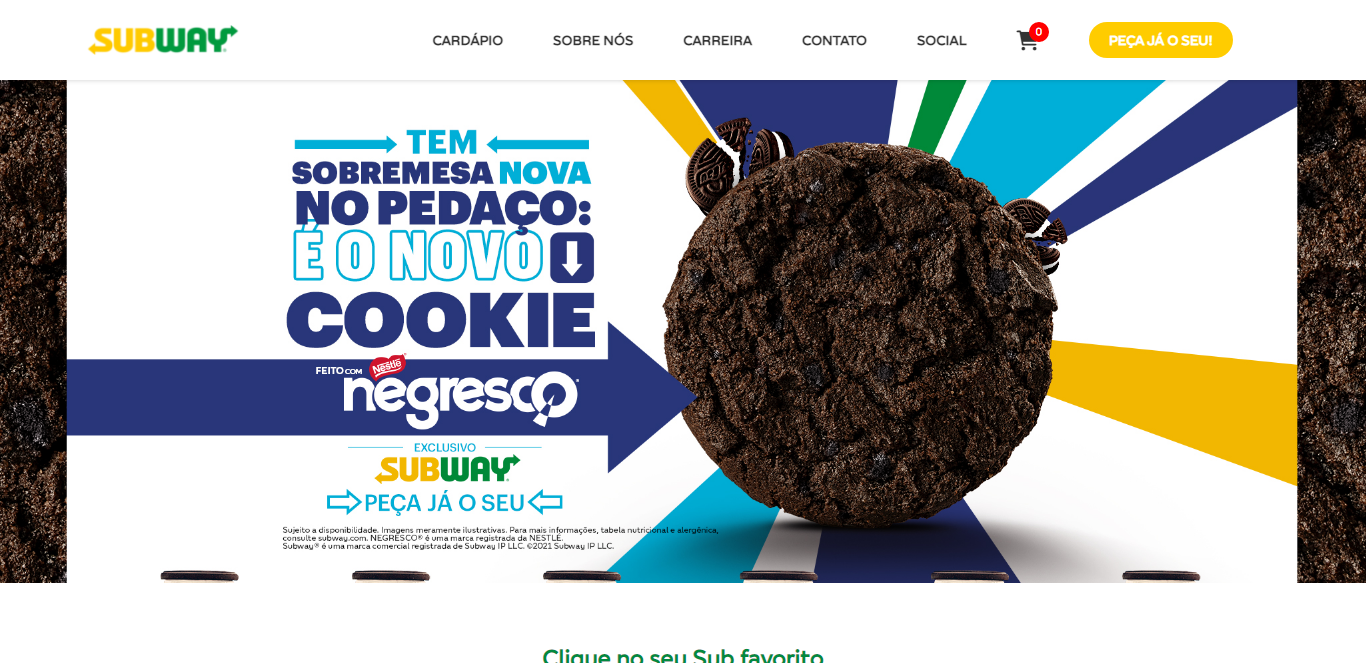 SUBWAY
CARDÁPIO
SOBRE NÓS
CARREIRA
CONTATO
SOCIAL
0
PEÇA JÁ O SEU!
TEM
SOBREMESA NOVA
NO PEDAÇO:
É O NOVO
COOKIE
FEITO COM Nestlé
negresco
EXCLUSIVO
SUBWAY
PEÇA JÁ O SEU
Sujeito a disponibilidade. Imagens meramente ilustrativas. Para mais informações, tabela nutricional e alergênica,
consulte subway.com. NEGRESCO® é uma marca registrada da NESTLÉ.
Subway® é uma marca comercial registrada de Subway IP LLC. ©2021 Subway IP LLC.
Clique no seu Sub favorito